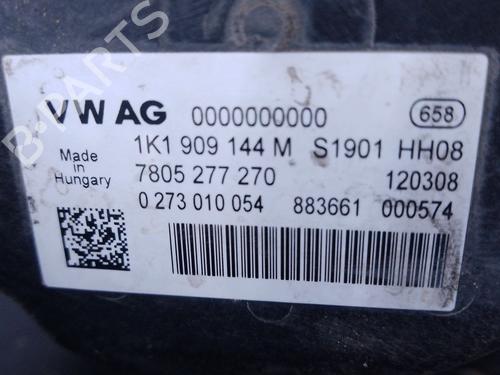 VW AG 0000000000 658
1K1 909 144 M S1901 HH08
Made in Hungary
7805 277 270 120308
0 273 010 054 883661 000574
B-PARTS